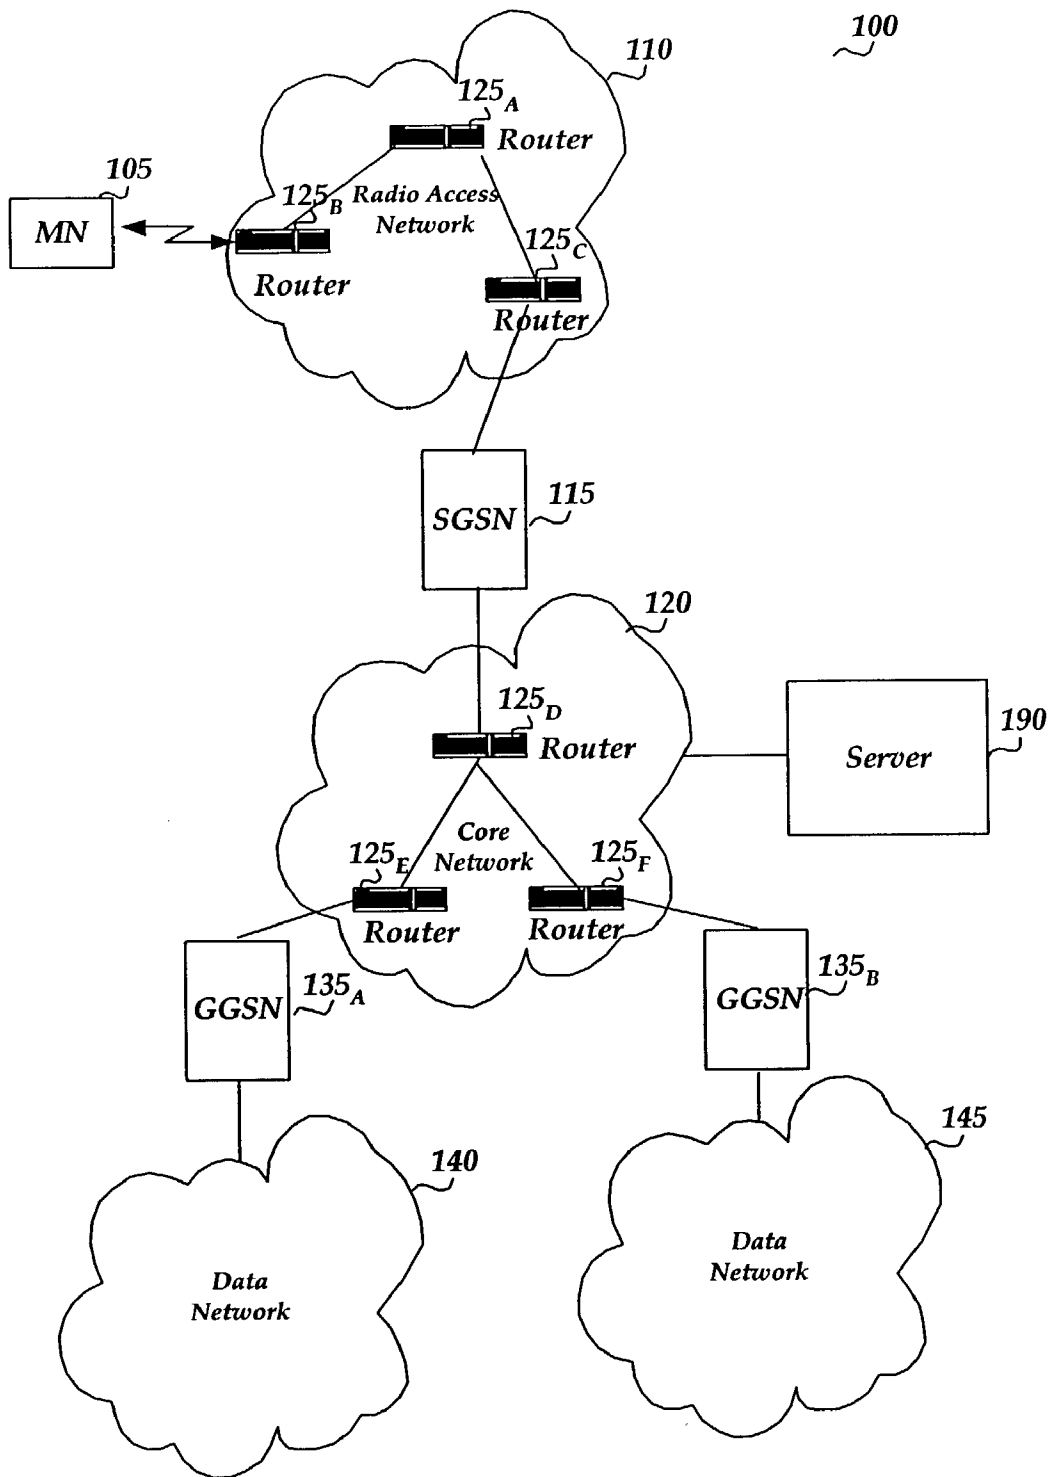 100
110
125A
Router
105
MN
125B
Radio Access
Network
Router
125C
Router
SGSN
115
120
125D
Router
190
Server
Core
Network
125E
Router
125F
Router
GGSN
135A
GGSN
135B
140
145
Data
Network
Data
Network